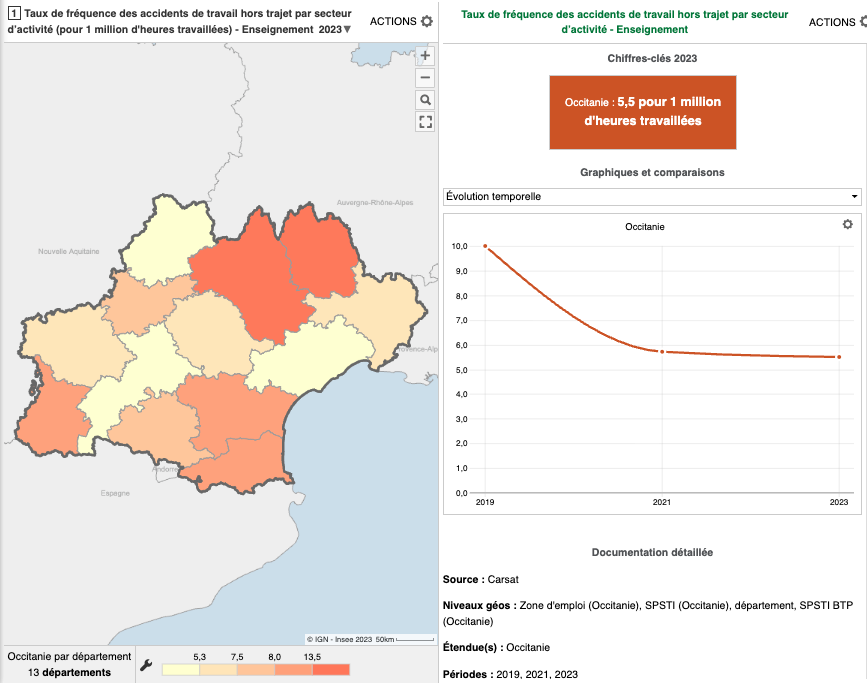 1 Taux de fréquence des accidents de travail hors trajet par secteur
d'activité (pour 1 million d'heures travaillées) - Enseignement 2023▼
ACTIONS
+
−
Auvergne-Rhône-Alpes
Nouvelle Aquitaine
Provence-Alp
Andorre
Espagne
© IGN - Insee 2023 50km
Occitanie par département
13 départements
5,3 7,5 8,0 13,5
Taux de fréquence des accidents de travail hors trajet par secteur
d'activité - Enseignement
ACTIONS
Chiffres-clés 2023
Occitanie : 5,5 pour 1 million
d'heures travaillées
Graphiques et comparaisons
Évolution temporelle
Occitanie
10,0
9,0
8,0
7,0
6,0
5,0
4,0
3,0
2,0
1,0
0,0
2019 2021 2023
Documentation détaillée
Source : Carsat
Niveaux géos : Zone d'emploi (Occitanie), SPSTI (Occitanie), département, SPSTI BTP
(Occitanie)
Étendue(s) : Occitanie
Périodes : 2019, 2021, 2023